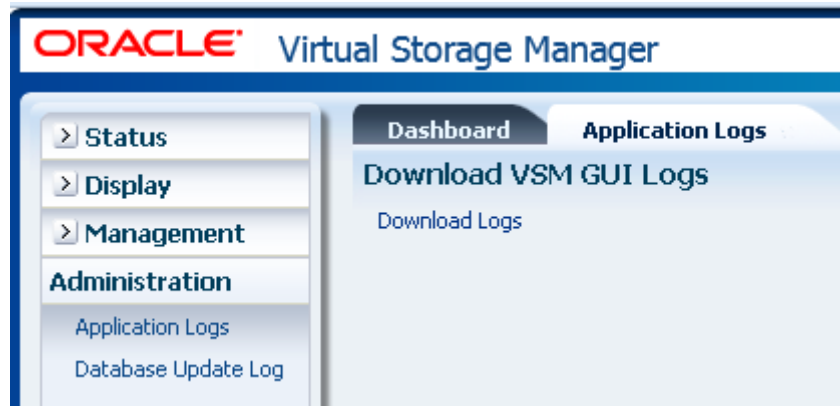 ORACLE Virtual Storage Manager
Status
Display
Management
Administration
Application Logs
Database Update Log
Dashboard Application Logs
Download VSM GUI Logs
Download Logs